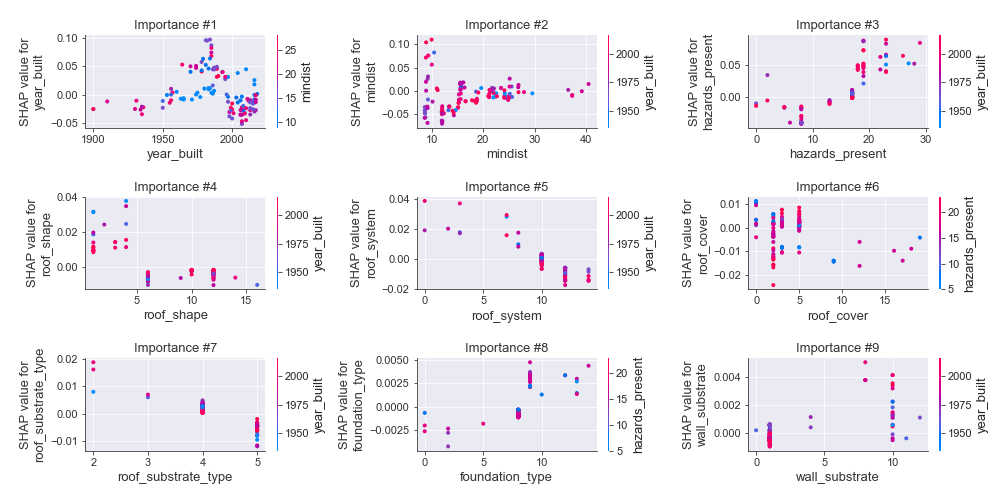 Importance #1
Importance #2
Importance #3
SHAP value for
year_built
0.10
0.05
0.00
−0.05
1900
1950
2000
year_built
25
20
15
10
mindist
SHAP value for
mindist
0.10
0.05
0.00
−0.05
10
20
30
40
mindist
2000
1975
1950
year_built
SHAP value for
hazards_present
0.05
0.00
0
10
20
30
hazards_present
2000
1975
1950
year_built
Importance #4
Importance #5
Importance #6
SHAP value for
roof_shape
0.04
0.02
0.00
5
10
15
roof_shape
2000
1975
1950
year_built
SHAP value for
roof_system
0.04
0.02
0.00
−0.02
0
5
10
roof_system
2000
1975
1950
year_built
SHAP value for
roof_cover
0.01
0.00
−0.01
−0.02
0
5
10
15
roof_cover
20
15
10
5
hazards_present
Importance #7
Importance #8
Importance #9
SHAP value for
roof_substrate_type
0.02
0.01
0.00
−0.01
2
3
4
5
roof_substrate_type
2000
1975
1950
year_built
SHAP value for
foundation_type
0.0050
0.0025
0.0000
−0.0025
0
5
10
foundation_type
20
15
10
5
hazards_present
SHAP value for
wall_substrate
0.004
0.002
0.000
0
5
10
wall_substrate
2000
1975
1950
year_built